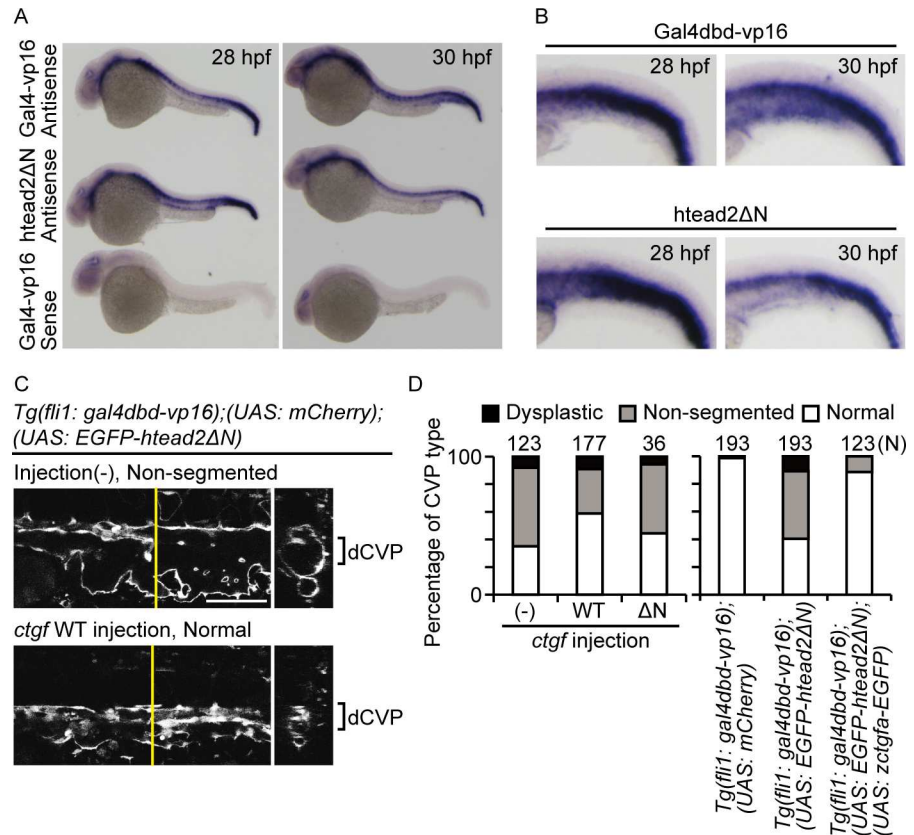 A
28 hpf
30 hpf
Gal4-vp16
Antisense
htead2ΔN
Antisense
Gal4-vp16
Sense
B
Gal4dbd-vp16
28 hpf
30 hpf
htead2ΔN
28 hpf
30 hpf
C
Tg(fli1: gal4dbd-vp16);(UAS: mCherry);
(UAS: EGFP-htead2ΔN)
Injection(-), Non-segmented
dCVP
ctgf WT injection, Normal
dCVP
D
Dysplastic
Non-segmented
Normal
123 177 36 193 193 123 (N)
Percentage of CVP type
100
0
100
0
(-) WT ΔN
ctgf injection
Tg(fli1: gal4dbd-vp16);
(UAS: mCherry)
Tg(fli1: gal4dbd-vp16);
(UAS: EGFP-htead2ΔN)
Tg(fli1: gal4dbd-vp16);
(UAS: EGFP-htead2ΔN);
(UAS: zctgfa-EGFP)